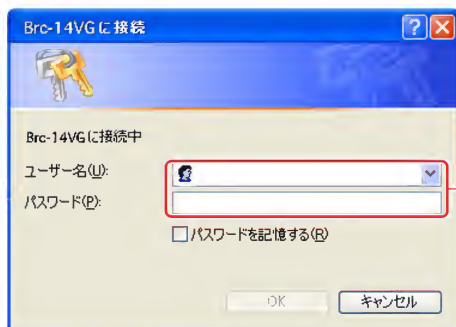 Brc-14VGに接続
Brc-14VGに接続中
ユーザー名(U):
パスワード(P):
パスワードを記憶する(R)
OK
キャンセル